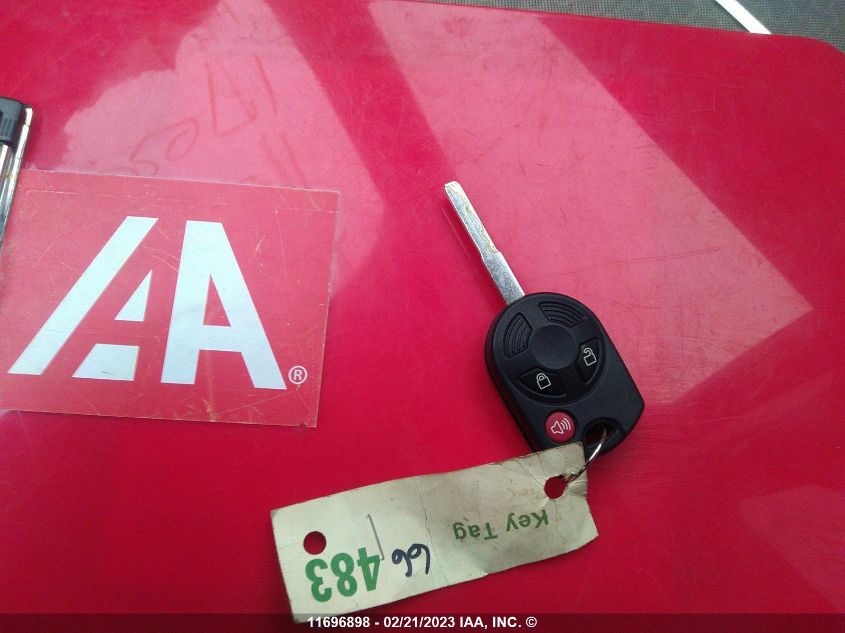 IAA®
Key Tag
483
66
11696898 - 02/21/2023 IAA, INC. ©